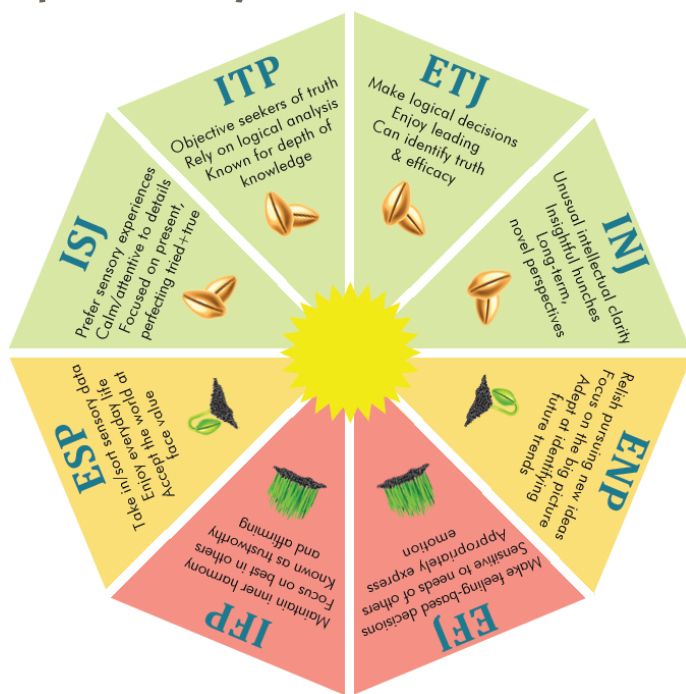 ITP
Objective seekers of truth
Rely on logical analysis
Known for depth of
knowledge
ETJ
Make logical decisions
Enjoy leading
Can identify truth
& efficacy
INJ
Unusual intellectual clarity
Insightful hunches
Long-term,
novel perspectives
ENP
Relish pursuing new ideas
Focus on the big picture
Adept at identifying
future trends
EFJ
Make feeling-based decisions
Sensitive to needs of others
Appropriately express
emotion
IFP
Maintain inner harmony
Focus on best in others
Known as trustworthy
and affirming
ESP
Take in/sort sensory data
Enjoy everyday life
Accept the world at
face value
ISJ
Prefer sensory experiences
Calm/attentive to details
Focused on present,
perfecting tried+true